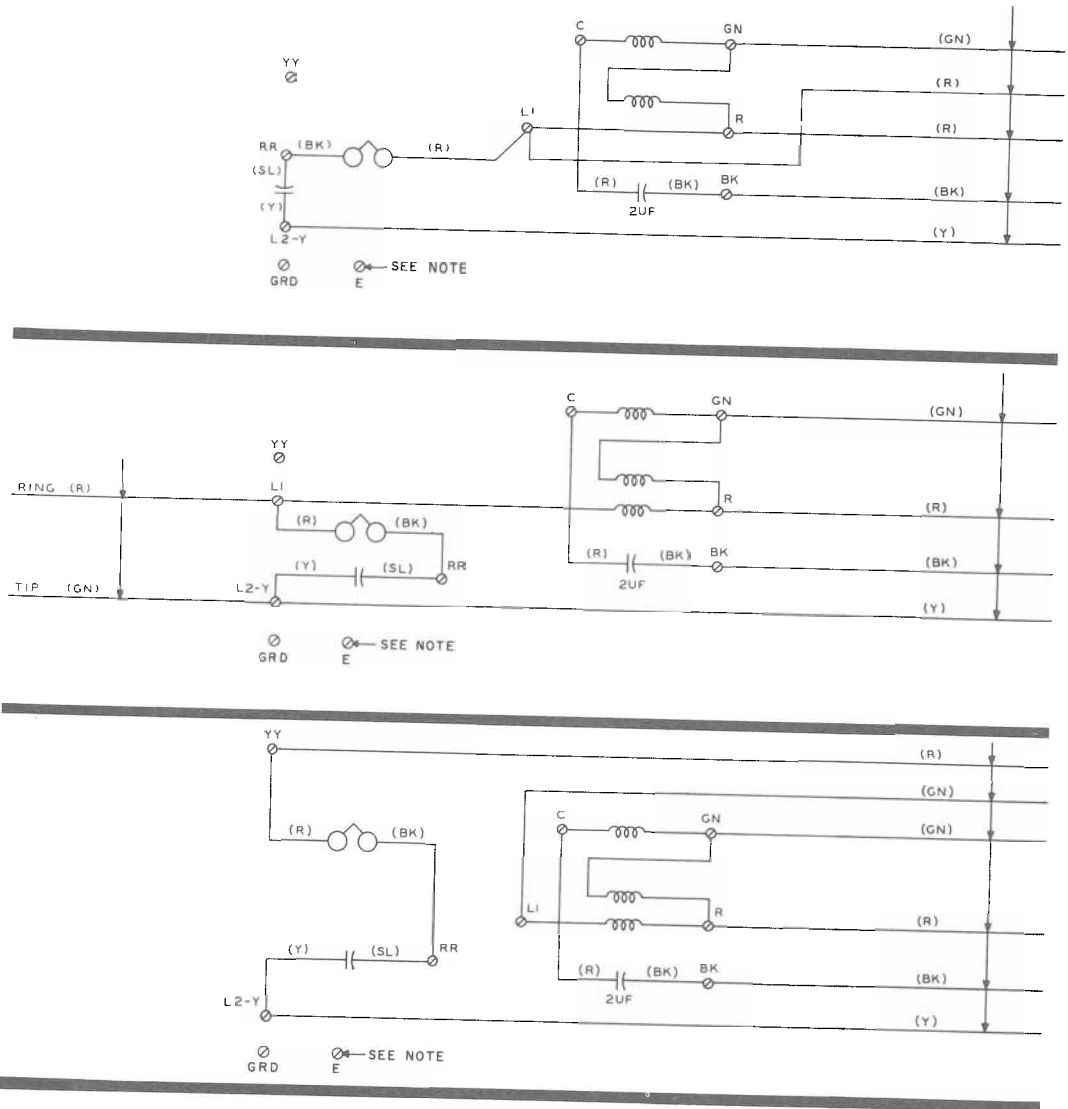 C
GN
(GN)
YY
(R)
L1
R
(R)
RR
(BK)
(R)
(SL)
(R)
(BK)
BK
(BK)
2UF
(Y)
(Y)
L2-Y
SEE NOTE
GRD
E
C
GN
(GN)
YY
RING (R)
L1
R
(R)
(R)
(BK)
(R)
(BK)
BK
(BK)
(Y)
(SL)
RR
2UF
TIP (GN)
L2-Y
(Y)
SEE NOTE
GRD
E
YY
(R)
(GN)
C
GN
(GN)
(R)
(BK)
L1
R
(R)
(Y)
(SL)
RR
(R)
(BK)
BK
(BK)
2UF
L2-Y
(Y)
SEE NOTE
GRD
E